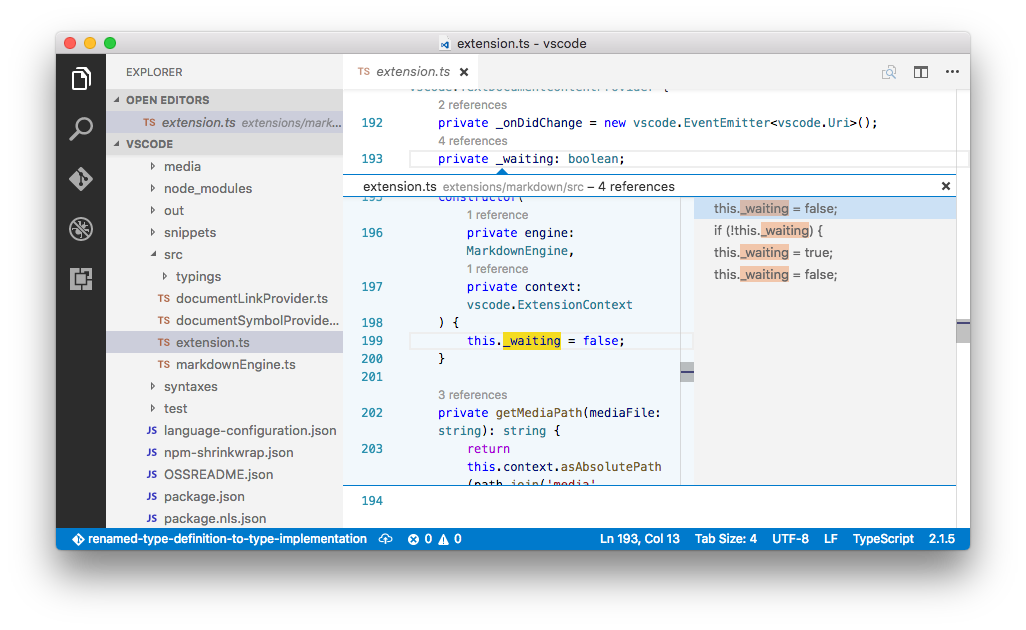 extension.ts - vscode
EXPLORER
OPEN EDITORS
TS extension.ts extensions/mark...
VSCODE
media
node_modules
out
snippets
src
typings
TS documentLinkProvider.ts
TS documentSymbolProvide...
TS extension.ts
TS markdownEngine.ts
syntaxes
test
JS language-configuration.json
JS npm-shrinkwrap.json
JS OSSREADME.json
JS package.json
JS package.nls.json
TS extension.ts
vscode.TextDocumentContentProvider {
2 references
192 private _onDidChange = new vscode.EventEmitter<vscode.Uri>();
4 references
193 private _waiting: boolean;
extension.ts extensions/markdown/src – 4 references
195 constructor(
1 reference
196 private engine:
MarkdownEngine,
1 reference
197 private context:
vscode.ExtensionContext
198 ) {
199 this._waiting = false;
200 }
201
3 references
202 private getMediaPath(mediaFile:
string): string {
203 return
this.context.asAbsolutePath
(path.join('media',
this._waiting = false;
if (!this._waiting) {
this._waiting = true;
this._waiting = false;
194
renamed-type-definition-to-type-implementation 0 0 Ln 193, Col 13 Tab Size: 4 UTF-8 LF TypeScript 2.1.5